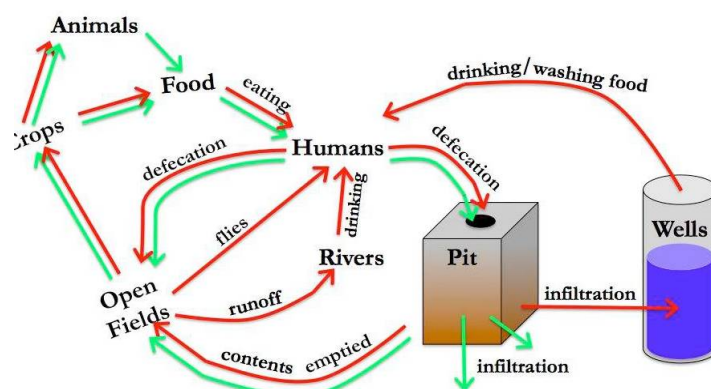 Animals
Food
eating
drinking/washing food
Crops
Humans
defecation
defecation
flies
drinking
Rivers
Pit
Wells
Open
Fields
runoff
infiltration
contents emptied
infiltration